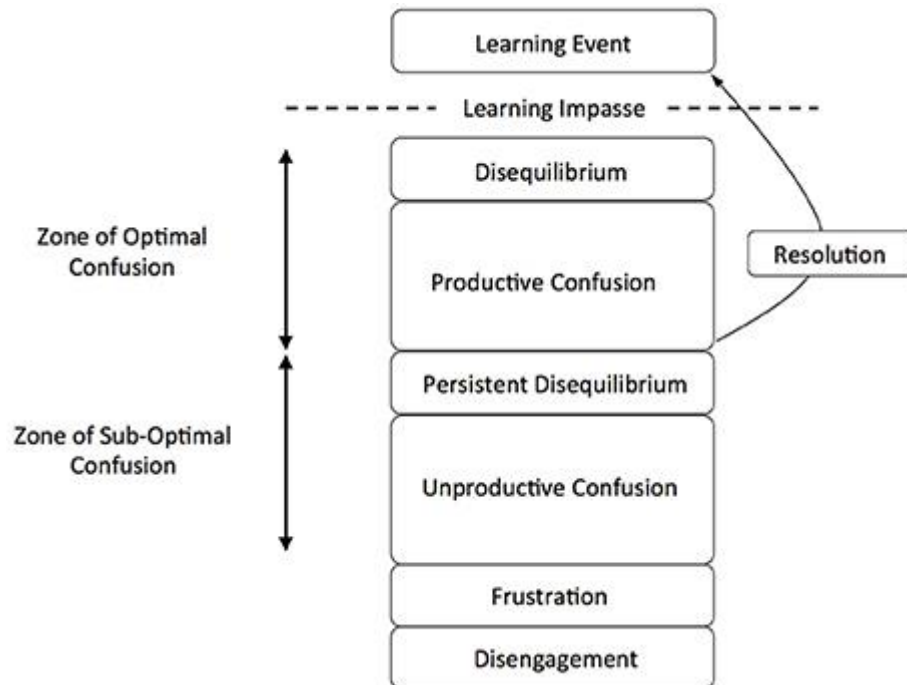 Learning Event
Learning Impasse
Disequilibrium
Zone of Optimal
Confusion
Productive Confusion
Resolution
Persistent Disequilibrium
Zone of Sub-Optimal
Confusion
Unproductive Confusion
Frustration
Disengagement